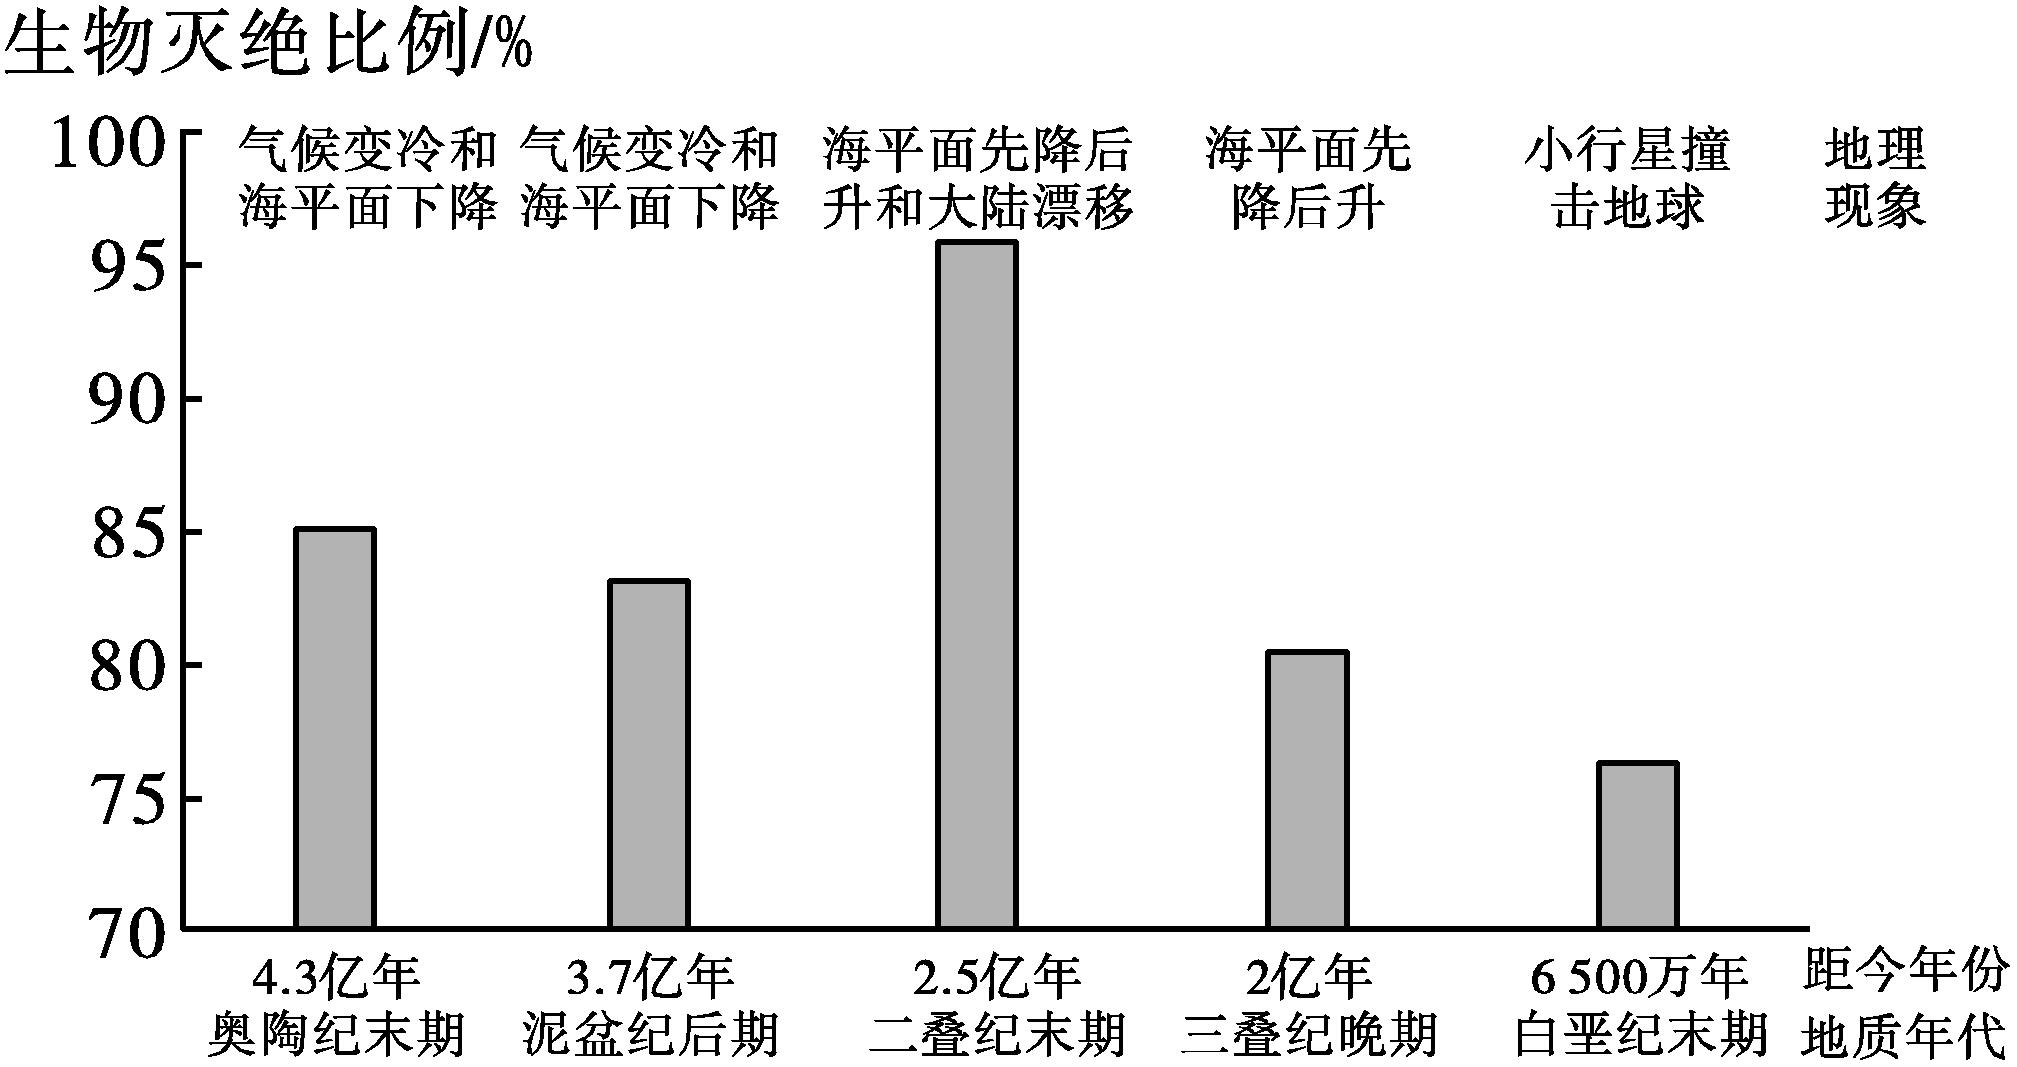 生物灭绝比例/%
100
95
90
85
80
75
70
气候变冷和
海平面下降
气候变冷和
海平面下降
海平面先降后
升和大陆漂移
海平面先
降后升
小行星撞
击地球
地理
现象
4.3亿年
奥陶纪末期
3.7亿年
泥盆纪后期
2.5亿年
二叠纪末期
2亿年
三叠纪晚期
6 500万年
白垩纪末期
距今年份
地质年代